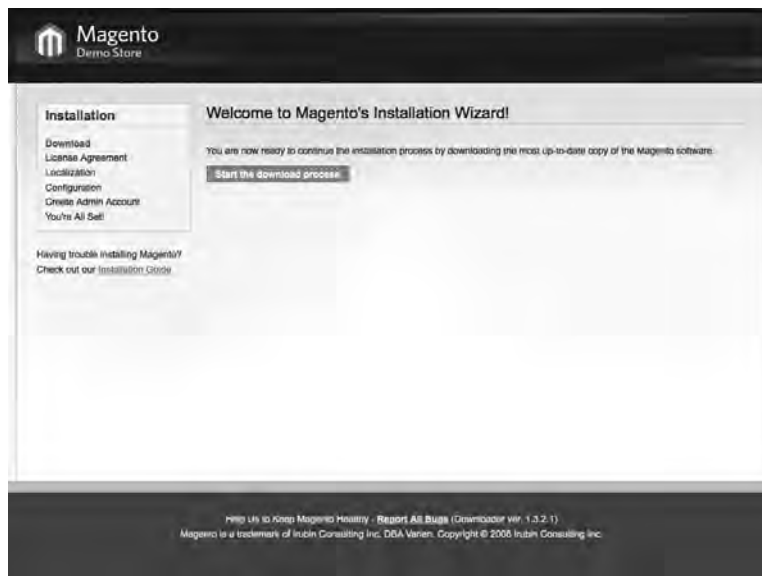 Magento
Demo Store
Installation
Download
License Agreement
Localization
Configuration
Create Admin Account
You're All Set!
Having trouble installing Magento?
Check out our Installation Guide
Welcome to Magento's Installation Wizard!
You are now ready to continue the installation process by downloading the most up-to-date copy of the Magento software.
Start the download process
Help Us to Keep Magento Healthy - Report All Bugs (Downloader ver. 1.3.2.1)
Magento is a trademark of Irubin Consulting Inc. DBA Varien. Copyright © 2008 Irubin Consulting Inc.